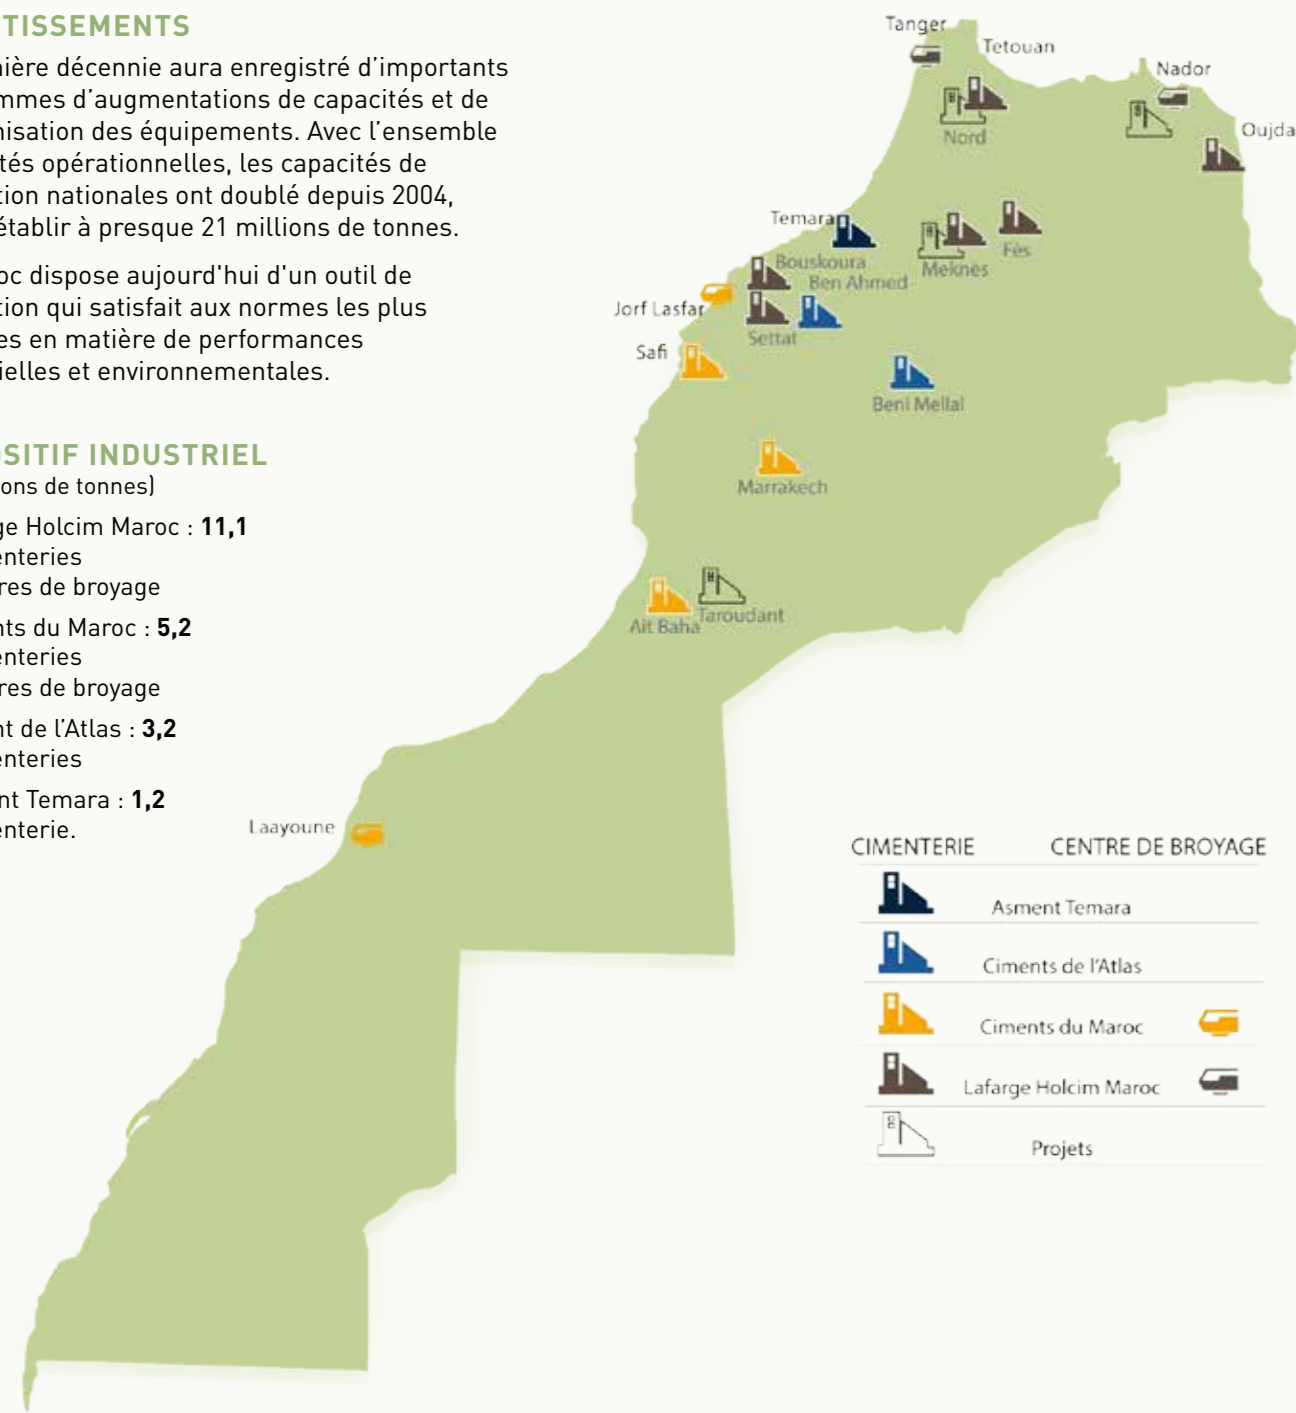 TISSEMENTS
nière décennie aura enregistré d’importants
mmes d’augmentations de capacités et de
nisation des équipements. Avec l’ensemble
tés opérationnelles, les capacités de
tion nationales ont doublé depuis 2004,
établir à presque 21 millions de tonnes.
oc dispose aujourd'hui d'un outil de
tion qui satisfait aux normes les plus
es en matière de performances
ielles et environnementales.
OSITIF INDUSTRIEL
ons de tonnes)
ge Holcim Maroc : 11,1
enteries
res de broyage
nts du Maroc : 5,2
enteries
res de broyage
nt de l’Atlas : 3,2
enteries
nt Temara : 1,2
enterie.
Tanger
Tetouan
Nador
Nord
Oujda
Temara
Fès
Meknès
Bouskoura
Ben Ahmed
Jorf Lasfar
Settat
Safi
Beni Mellal
Marrakech
Taroudant
Ait Baha
Laayoune
CIMENTERIE CENTRE DE BROYAGE
Asment Temara
Ciments de l’Atlas
Ciments du Maroc
Lafarge Holcim Maroc
Projets